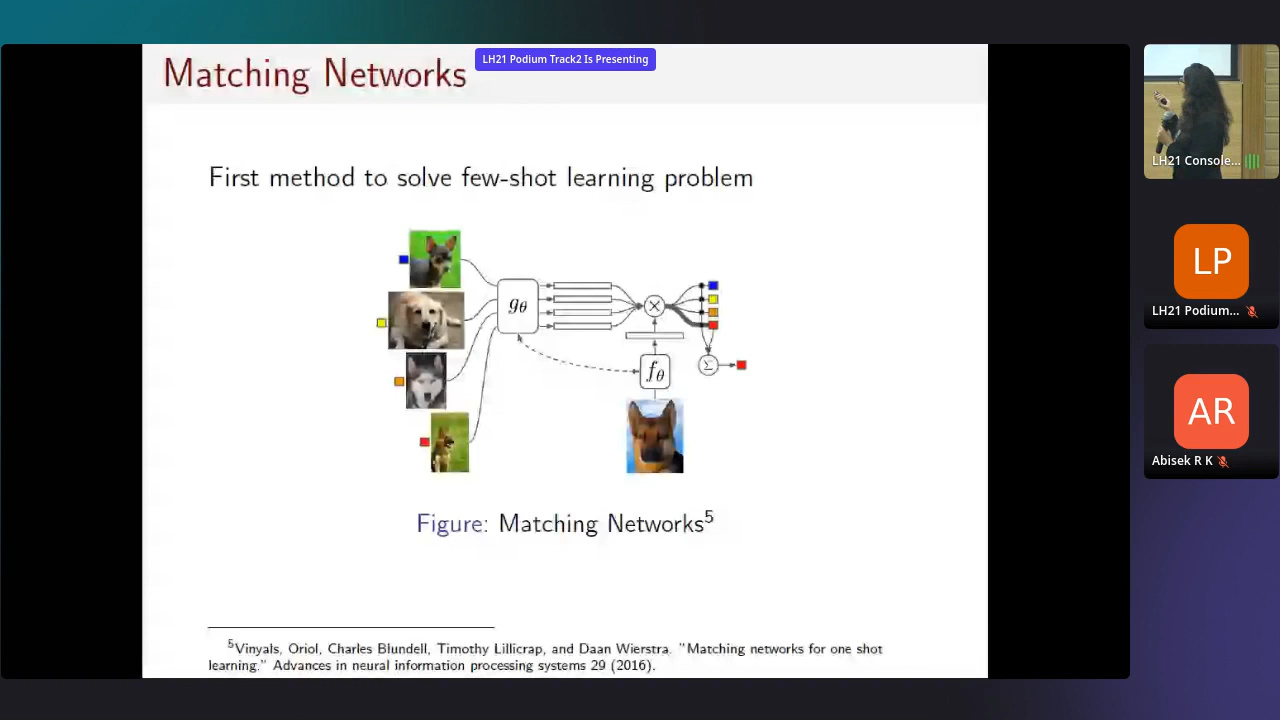 Matching Networks
LH21 Podium Track2 Is Presenting
First method to solve few-shot learning problem
gθ
fθ
Σ
Figure: Matching Networks5
5Vinyals, Oriol, Charles Blundell, Timothy Lillicrap, and Daan Wierstra. "Matching networks for one shot
learning." Advances in neural information processing systems 29 (2016).
LH21 Console...
LP
LH21 Podium...
AR
Abisek R K